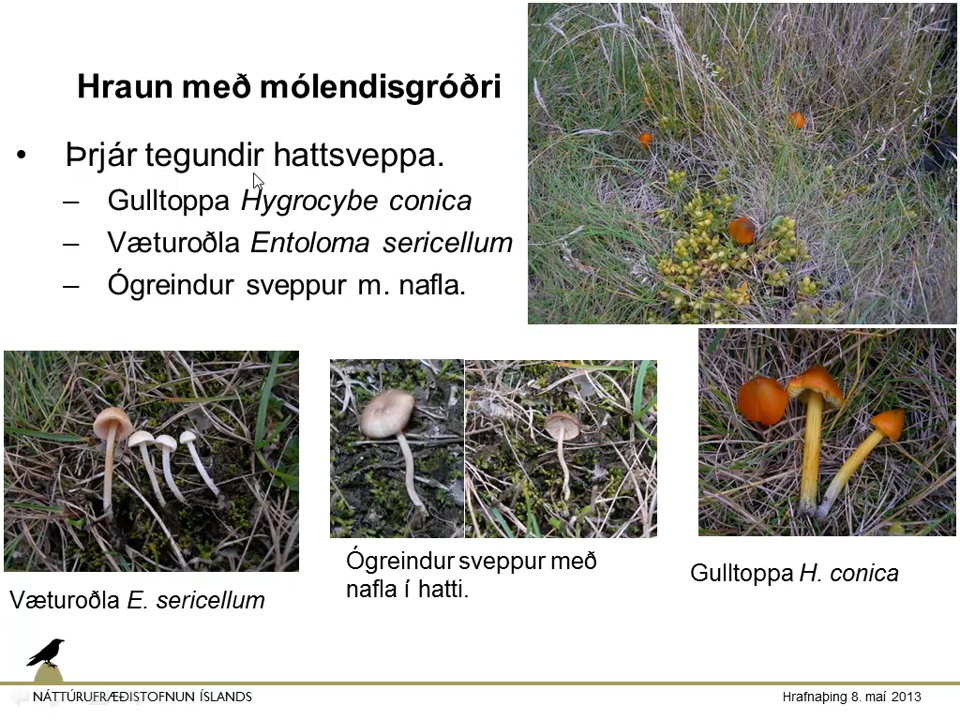 Hraun með mólendisgróðri
• Þrjár tegundir hattsveppa.
– Gulltoppa Hygrocybe conica
– Væturoðla Entoloma sericellum
– Ógreindur sveppur m. nafla.
Ógreindur sveppur með
nafla í hatti.
Gulltoppa H. conica
Væturoðla E. sericellum
NÁTTÚRUFRÆÐISTOFNUN ÍSLANDS
Hrafnaþing 8. maí 2013